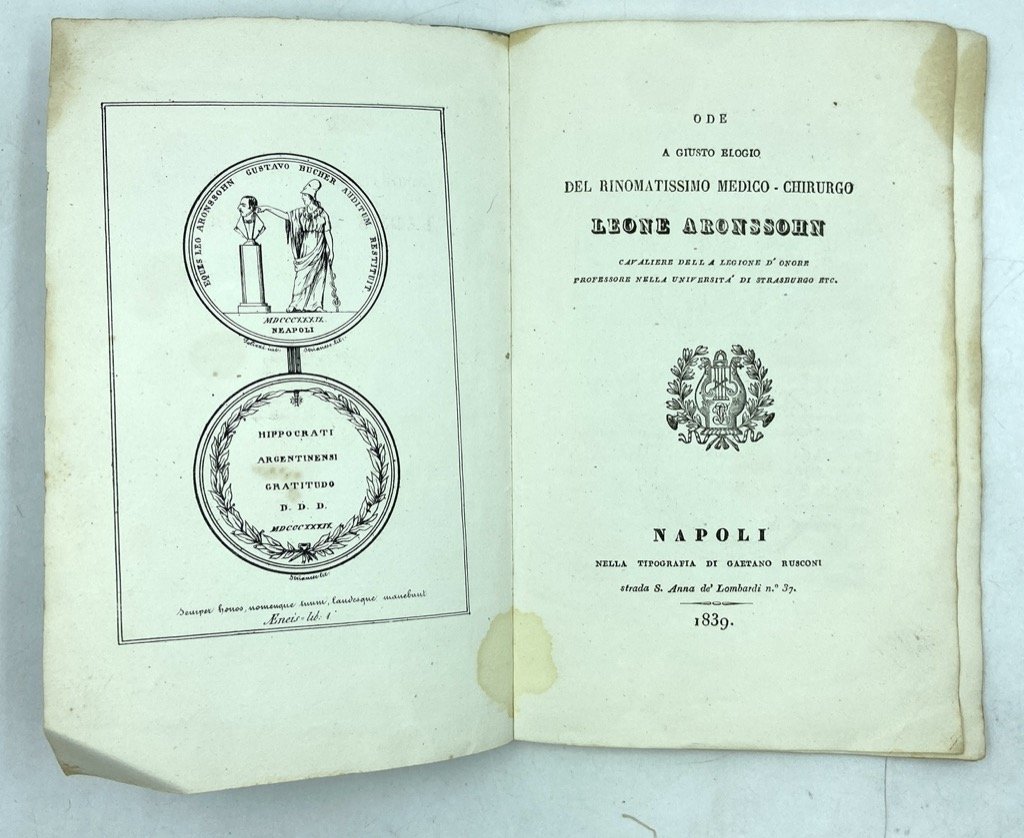 EQUES LEO ARONSSOHN GUSTAVO BUCHER AUDITUM RESTITUIT
MDCCCXXXIX.
NEAPOLI
HIPPOCRATI
ARGENTINENSI
GRATITUDO
D. D. D.
MDCCCXXXIX
Semper honos, nomenque tuum, laudesque manebunt
Æneis lib. 1
ODE
A GIUSTO ELOGIO
DEL RINOMATISSIMO MEDICO - CHIRURGO
LEONE ARONSSOHN
CAVALIERE DELLA LEGIONE D' ONORE
PROFESSORE NELLA UNIVERSITA' DI STRASBURGO ETC.
NAPOLI
NELLA TIPOGRAFIA DI GAETANO RUSCONI
strada S. Anna de' Lombardi n.º 37.
1839.